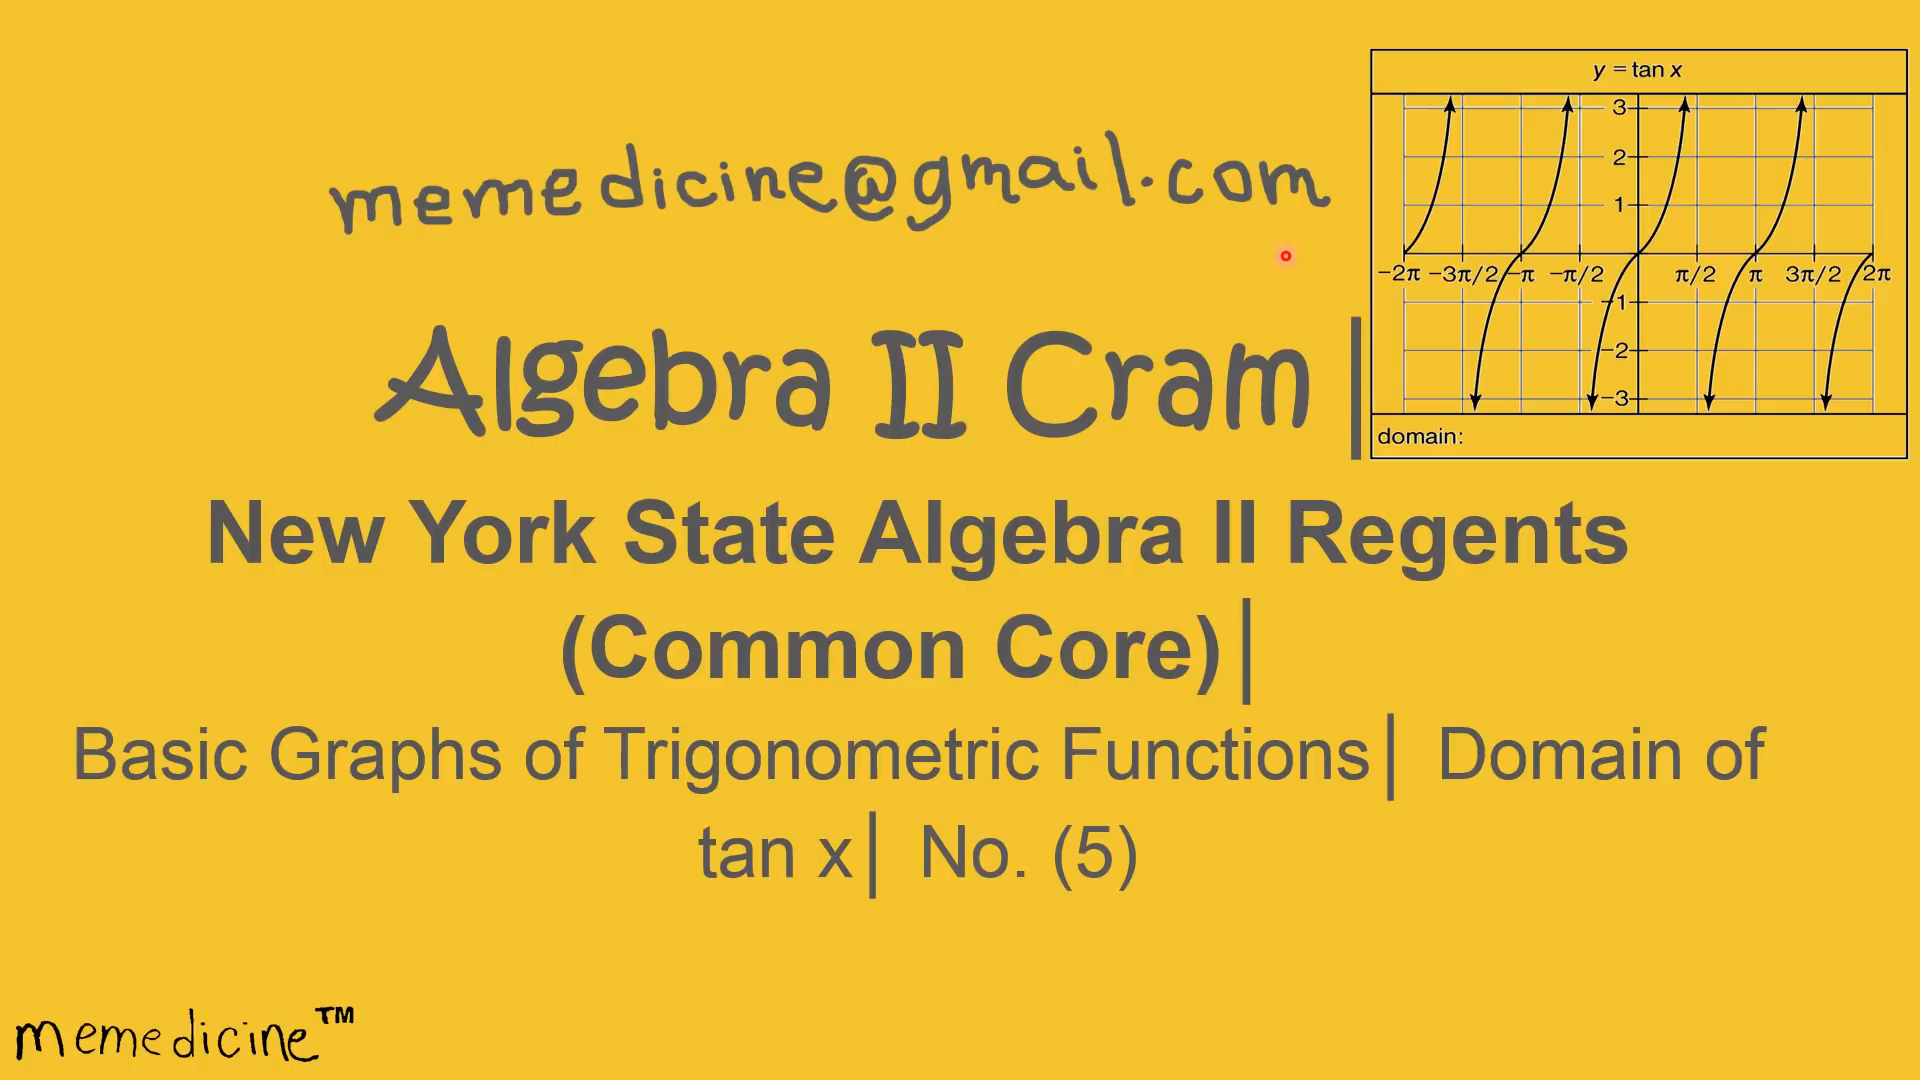 y = tan x
3
2
1
-2π -3π/2 -π -π/2 π/2 π 3π/2 2π
-1
-2
-3
domain:
memedicine@gmail.com
Algebra II Cram|
New York State Algebra II Regents
(Common Core)|
Basic Graphs of Trigonometric Functions| Domain of
tan x| No. (5)
memedicine™